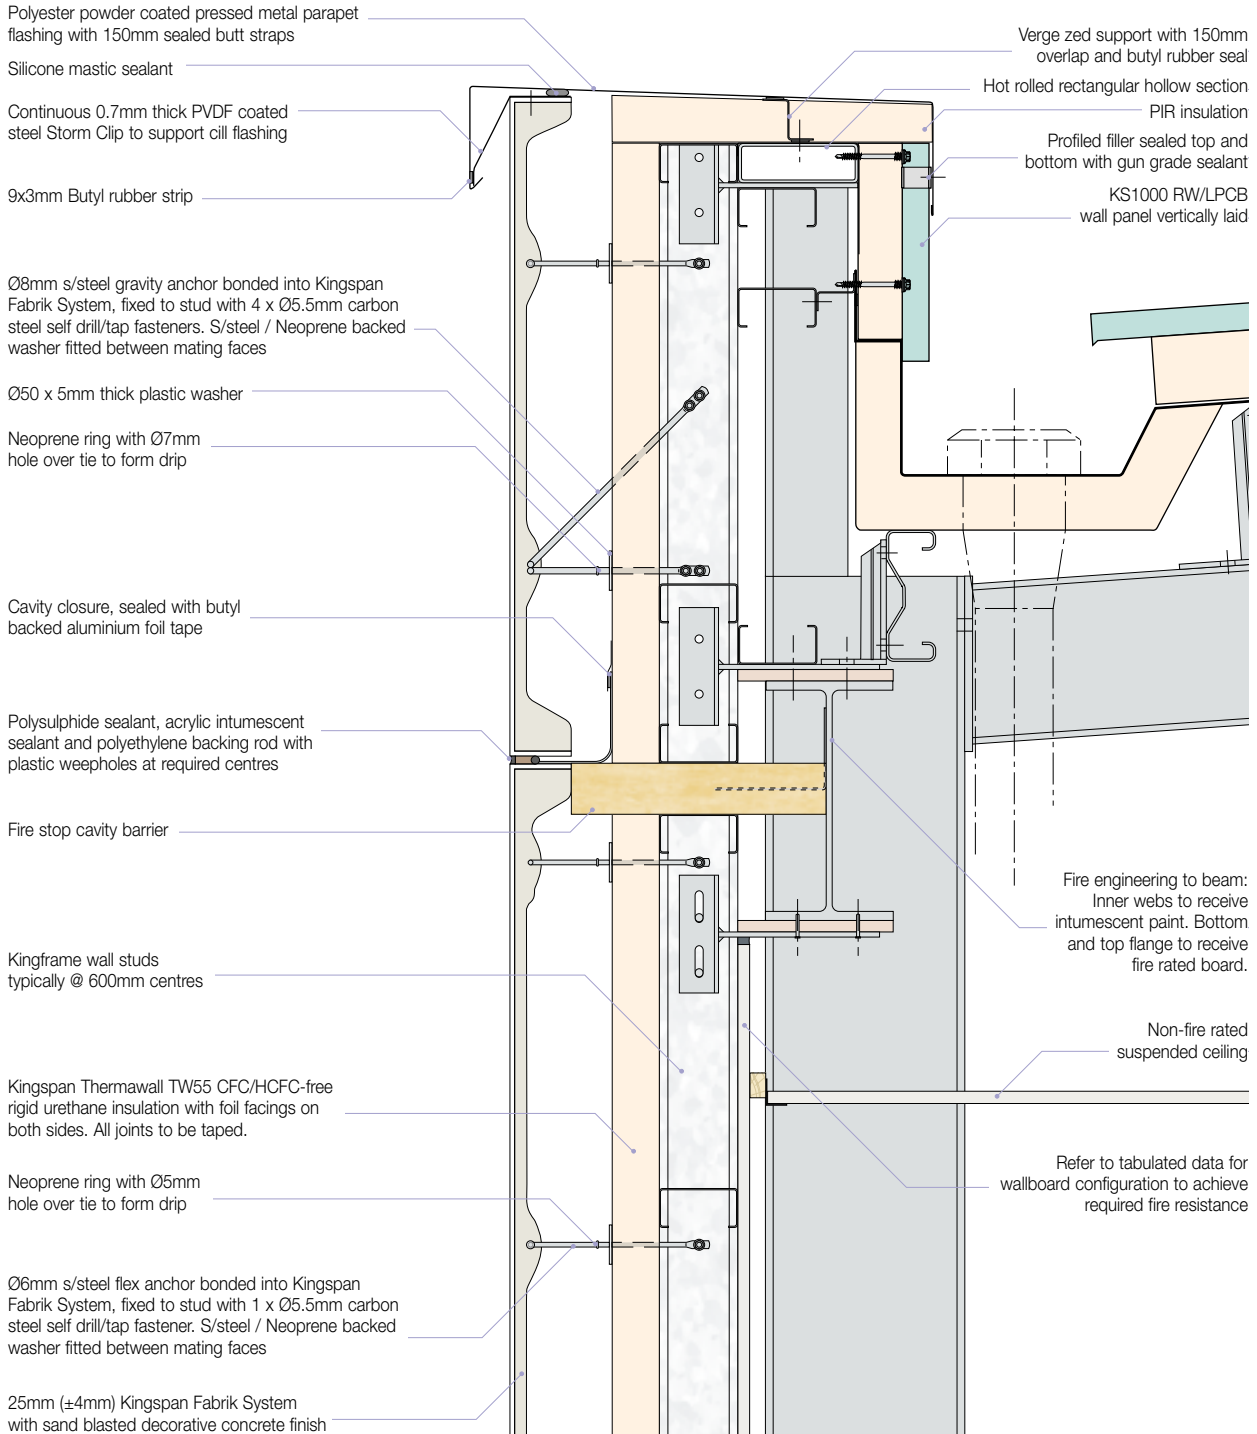 Polyester powder coated pressed metal parapet
flashing with 150mm sealed butt straps
Silicone mastic sealant
Continuous 0.7mm thick PVDF coated
steel Storm Clip to support cill flashing
9x3mm Butyl rubber strip
Ø8mm s/steel gravity anchor bonded into Kingspan
Fabrik System, fixed to stud with 4 x Ø5.5mm carbon
steel self drill/tap fasteners. S/steel / Neoprene backed
washer fitted between mating faces
Ø50 x 5mm thick plastic washer
Neoprene ring with Ø7mm
hole over tie to form drip
Cavity closure, sealed with butyl
backed aluminium foil tape
Polysulphide sealant, acrylic intumescent
sealant and polyethylene backing rod with
plastic weepholes at required centres
Fire stop cavity barrier
Kingframe wall studs
typically @ 600mm centres
Kingspan Thermawall TW55 CFC/HCFC-free
rigid urethane insulation with foil facings on
both sides. All joints to be taped.
Neoprene ring with Ø5mm
hole over tie to form drip
Ø6mm s/steel flex anchor bonded into Kingspan
Fabrik System, fixed to stud with 1 x Ø5.5mm carbon
steel self drill/tap fastener. S/steel / Neoprene backed
washer fitted between mating faces
25mm (±4mm) Kingspan Fabrik System
with sand blasted decorative concrete finish
Verge zed support with 150mm
overlap and butyl rubber seal
Hot rolled rectangular hollow section
PIR insulation
Profiled filler sealed top and
bottom with gun grade sealant
KS1000 RW/LPCB
wall panel vertically laid
Fire engineering to beam:
Inner webs to receive
intumescent paint. Bottom
and top flange to receive
fire rated board.
Non-fire rated
suspended ceiling
Refer to tabulated data for
wallboard configuration to achieve
required fire resistance